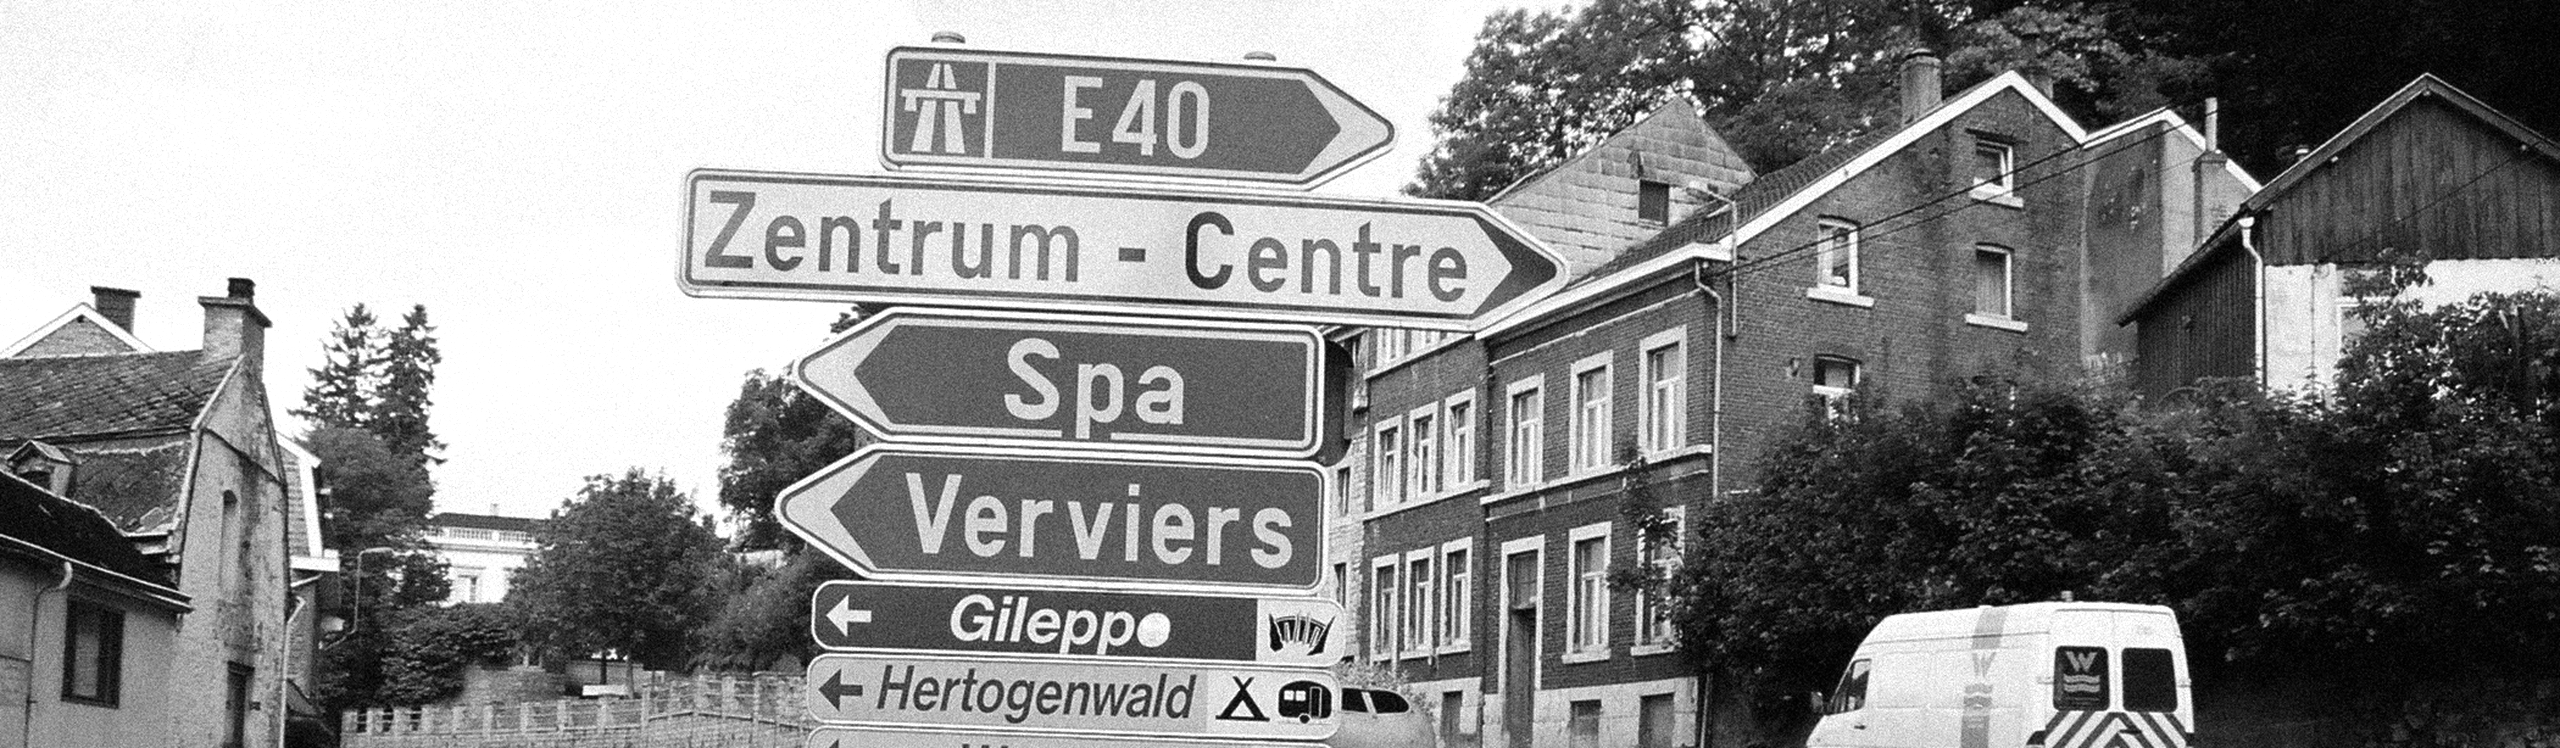 E40
Zentrum - Centre
Spa
Verviers
Gileppe
Hertogenwald
W
W